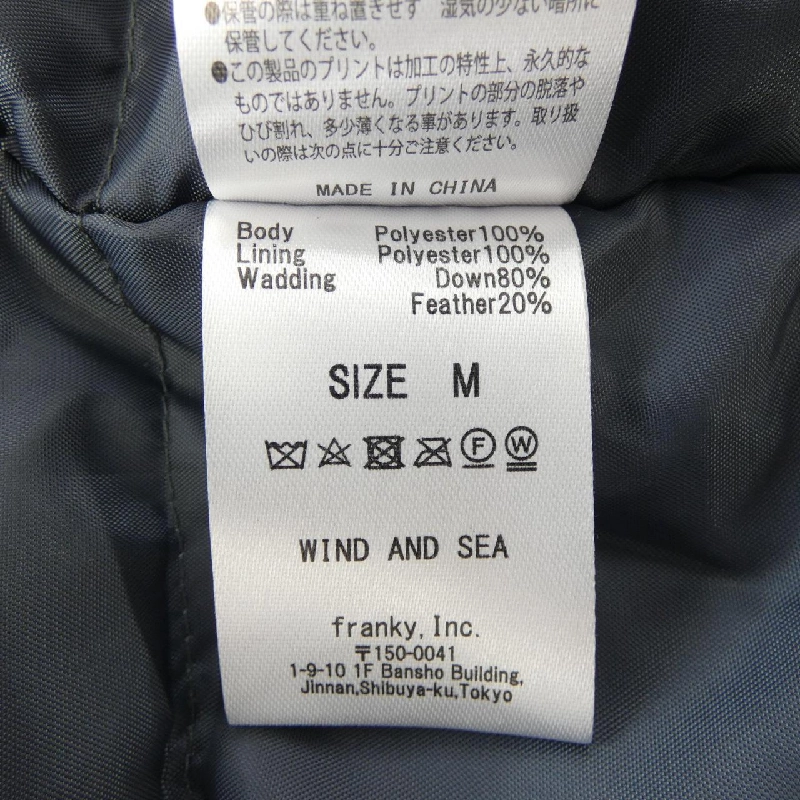 ●保管の際は重ね置きせず 湿気の少ない暗所に
保管してください。
●この製品のプリントは加工の特性上、永久的な
ものではありません。プリントの部分の脱落や
ひび割れ、多少薄くなる事があります。取り扱
いの際は次の点に十分ご注意ください。
MADE IN CHINA
Body Polyester100%
Lining Polyester100%
Wadding Down80%
Feather20%
SIZE M
F W
WIND AND SEA
franky, Inc.
〒150-0041
1-9-10 1F Bansho Building,
Jinnan,Shibuya-ku,Tokyo